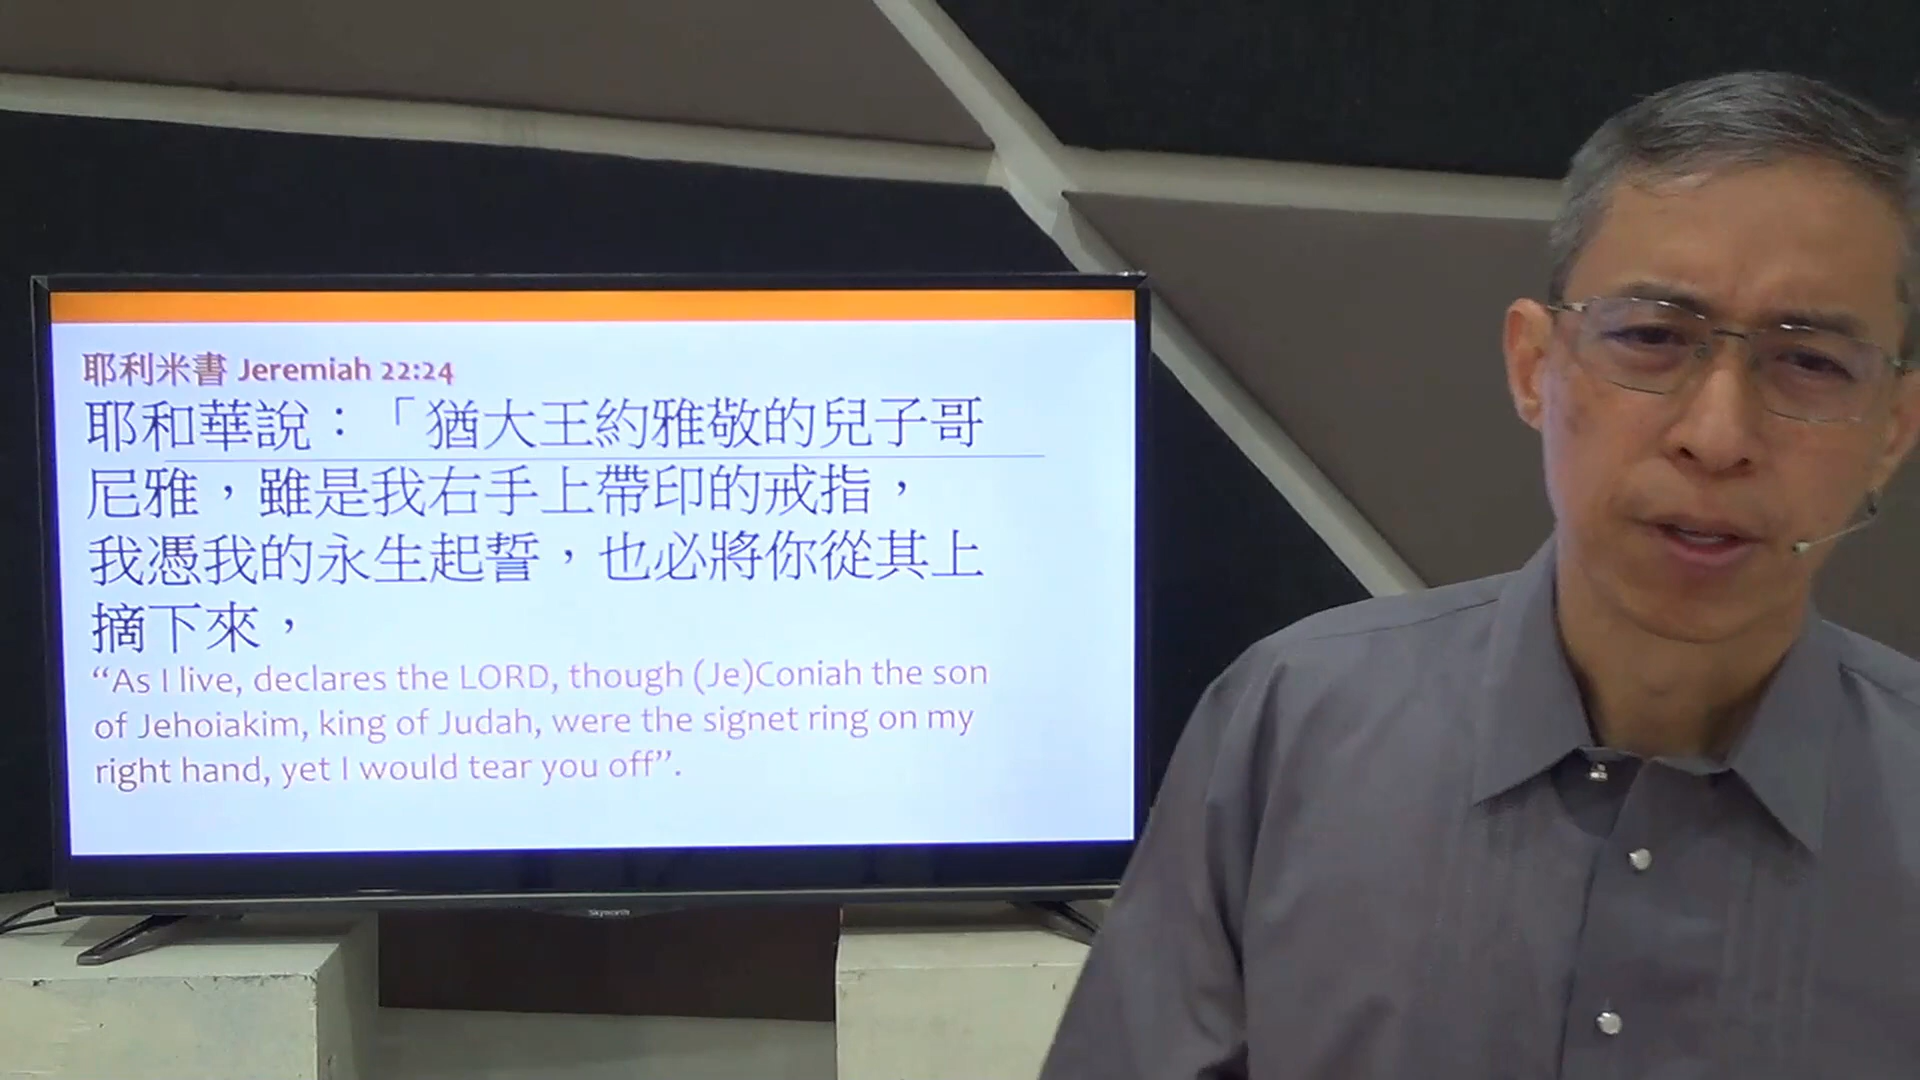 耶利米書 Jeremiah 22:24
耶和華說：「猶大王約雅敬的兒子哥
尼雅，雖是我右手上帶印的戒指，
我憑我的永生起誓，也必將你從其上
摘下來，
“As I live, declares the LORD, though (Je)Coniah the son
of Jehoiakim, king of Judah, were the signet ring on my
right hand, yet I would tear you off”.
Skyworth